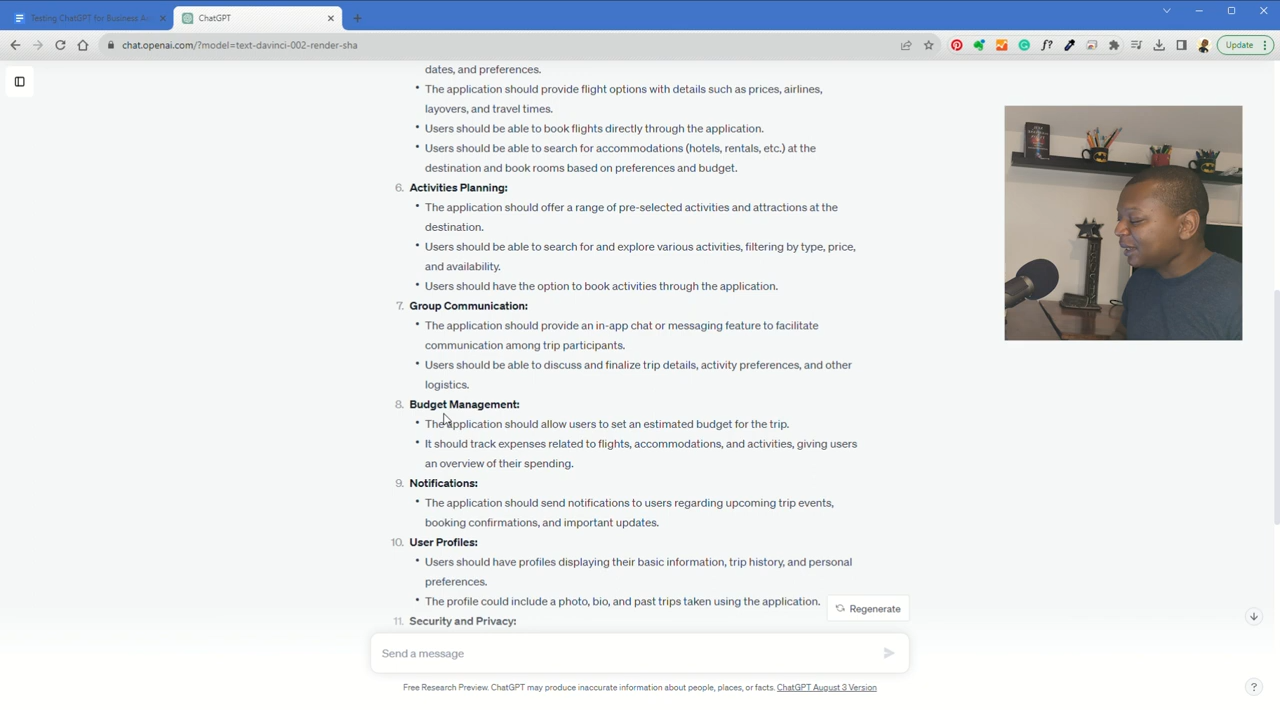 Testing ChatGPT for Business A
ChatGPT
chat.openai.com/?model=text-davinci-002-render-sha
Update
dates, and preferences.
• The application should provide flight options with details such as prices, airlines,
layovers, and travel times.
• Users should be able to book flights directly through the application.
• Users should be able to search for accommodations (hotels, rentals, etc.) at the
destination and book rooms based on preferences and budget.
6. Activities Planning:
• The application should offer a range of pre-selected activities and attractions at the
destination.
• Users should be able to search for and explore various activities, filtering by type, price,
and availability.
• Users should have the option to book activities through the application.
7. Group Communication:
• The application should provide an in-app chat or messaging feature to facilitate
communication among trip participants.
• Users should be able to discuss and finalize trip details, activity preferences, and other
logistics.
8. Budget Management:
• The application should allow users to set an estimated budget for the trip.
• It should track expenses related to flights, accommodations, and activities, giving users
an overview of their spending.
9. Notifications:
• The application should send notifications to users regarding upcoming trip events,
booking confirmations, and important updates.
10. User Profiles:
• Users should have profiles displaying their basic information, trip history, and personal
preferences.
• The profile could include a photo, bio, and past trips taken using the application.
Regenerate
11. Security and Privacy:
Send a message
Free Research Preview. ChatGPT may produce inaccurate information about people, places, or facts. ChatGPT August 3 Version
?